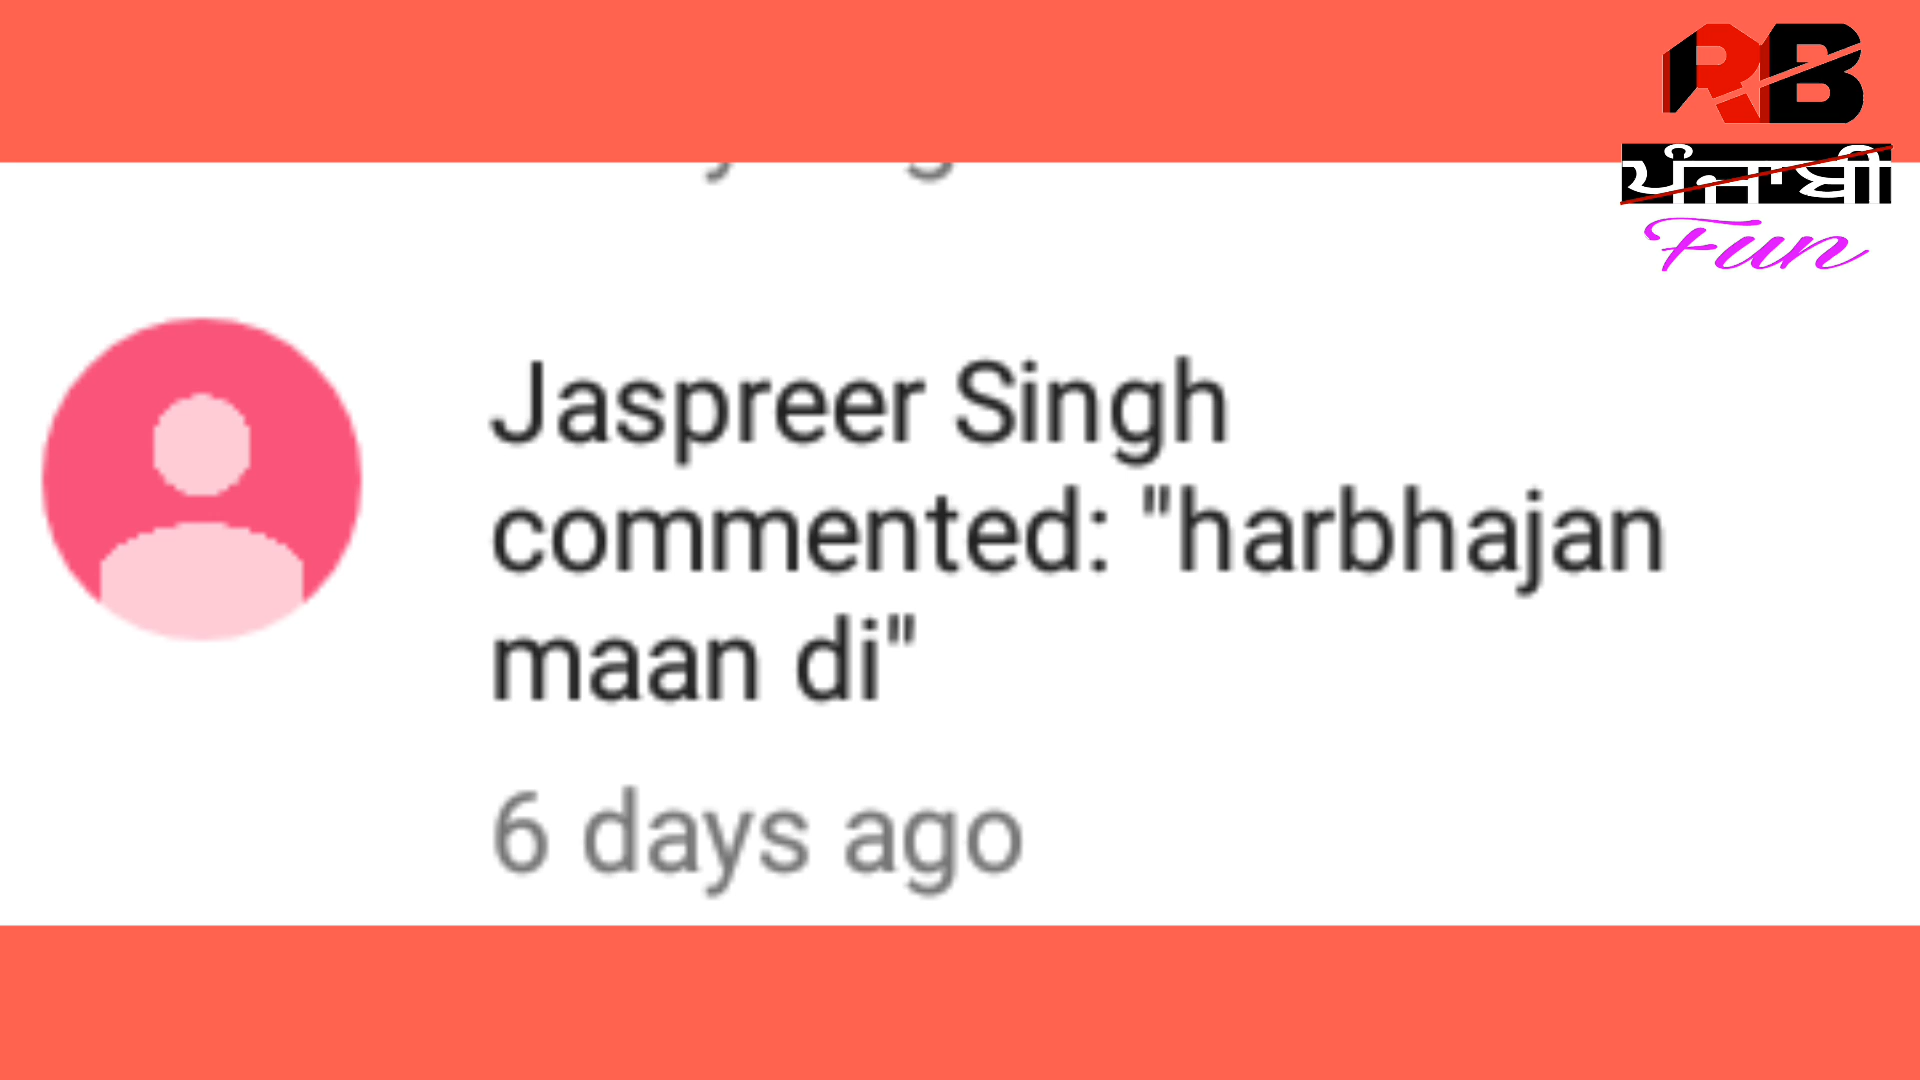 RB
ਪੰਜਾਬੀ
Fun
Jaspreer Singh
commented: "harbhajan
maan di"
6 days ago